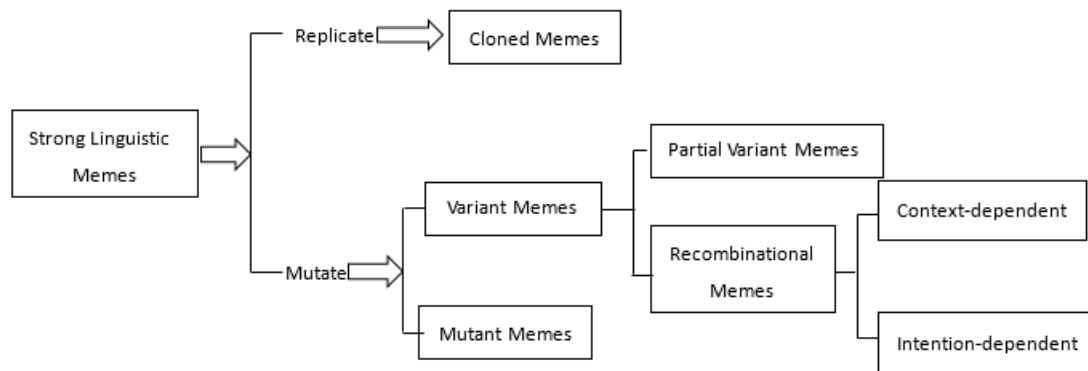 Replicate
Cloned Memes
Strong Linguistic
Memes
Partial Variant Memes
Variant Memes
Context-dependent
Recombinational
Memes
Mutate
Mutant Memes
Intention-dependent